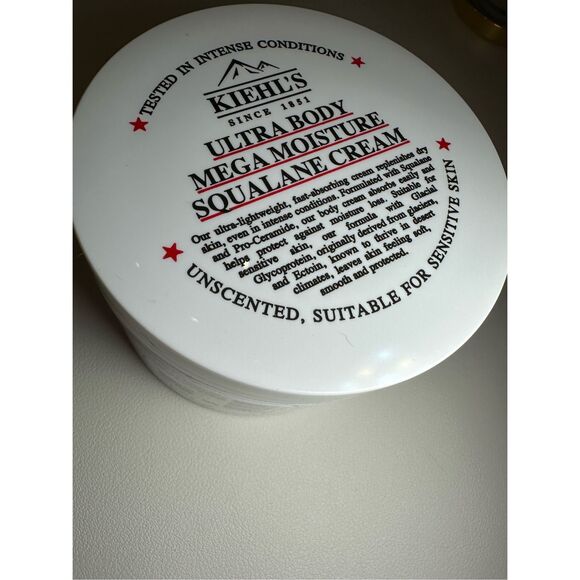 TESTED IN INTENSE CONDITIONS
KIEHL'S
SINCE 1851
ULTRA BODY
MEGA MOISTURE
SQUALANE CREAM
Our ultra-lightweight, fast-absorbing cream replenishes dry
skin, even in intense conditions. Formulated with Squalane
and Pro-Ceramide, our body cream absorbs easily and
helps protect against moisture loss. Suitable for
sensitive skin, our formula with Glacial
Glycoprotein, originally derived from glaciers,
and Ectoin, known to thrive in desert
climates, leaves skin feeling soft,
smooth and protected.
UNSCENTED, SUITABLE FOR SENSITIVE SKIN